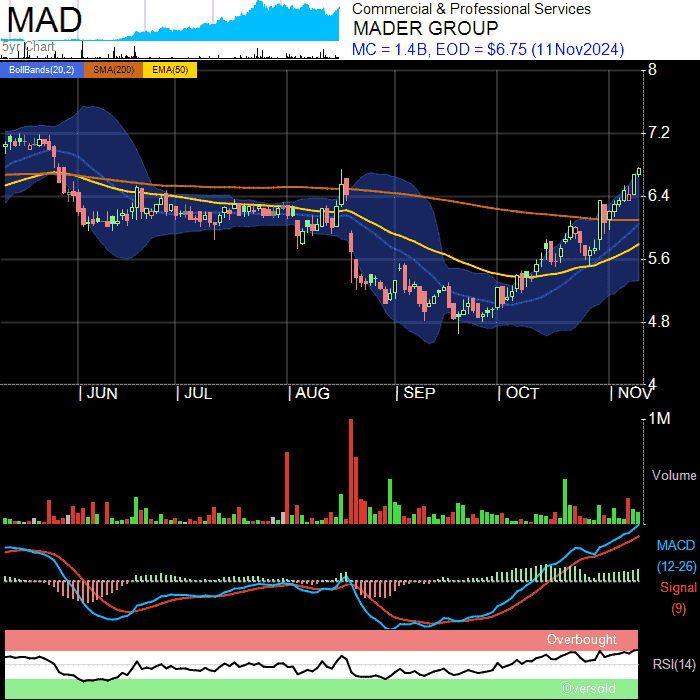 MAD
5yr Chart
Commercial & Professional Services
MADER GROUP
MC = 1.4B, EOD = $6.75 (11Nov2024)
BollBands(20,2) SMA(200) EMA(50)
8
7.2
6.4
5.6
4.8
4
JUN JUL AUG SEP OCT NOV
1M
Volume
MACD
(12-26)
Signal
(9)
Overbought
RSI(14)
Oversold